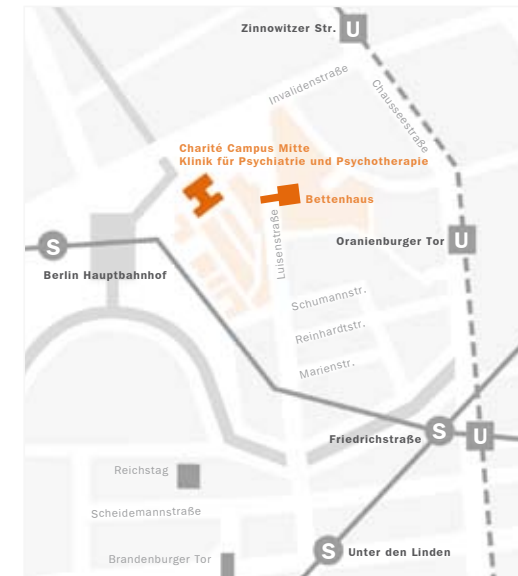 Zinnowitzer Str. U
Invalidenstraße
Chausseestraße
Charité Campus Mitte
Klinik für Psychiatrie und Psychotherapie
Bettenhaus
Luisenstraße
Oranienburger Tor U
S
Berlin Hauptbahnhof
Schumannstr.
Reinhardtstr.
Marienstr.
Friedrichstraße S U
Reichstag
Scheidemannstraße
Brandenburger Tor
S Unter den Linden